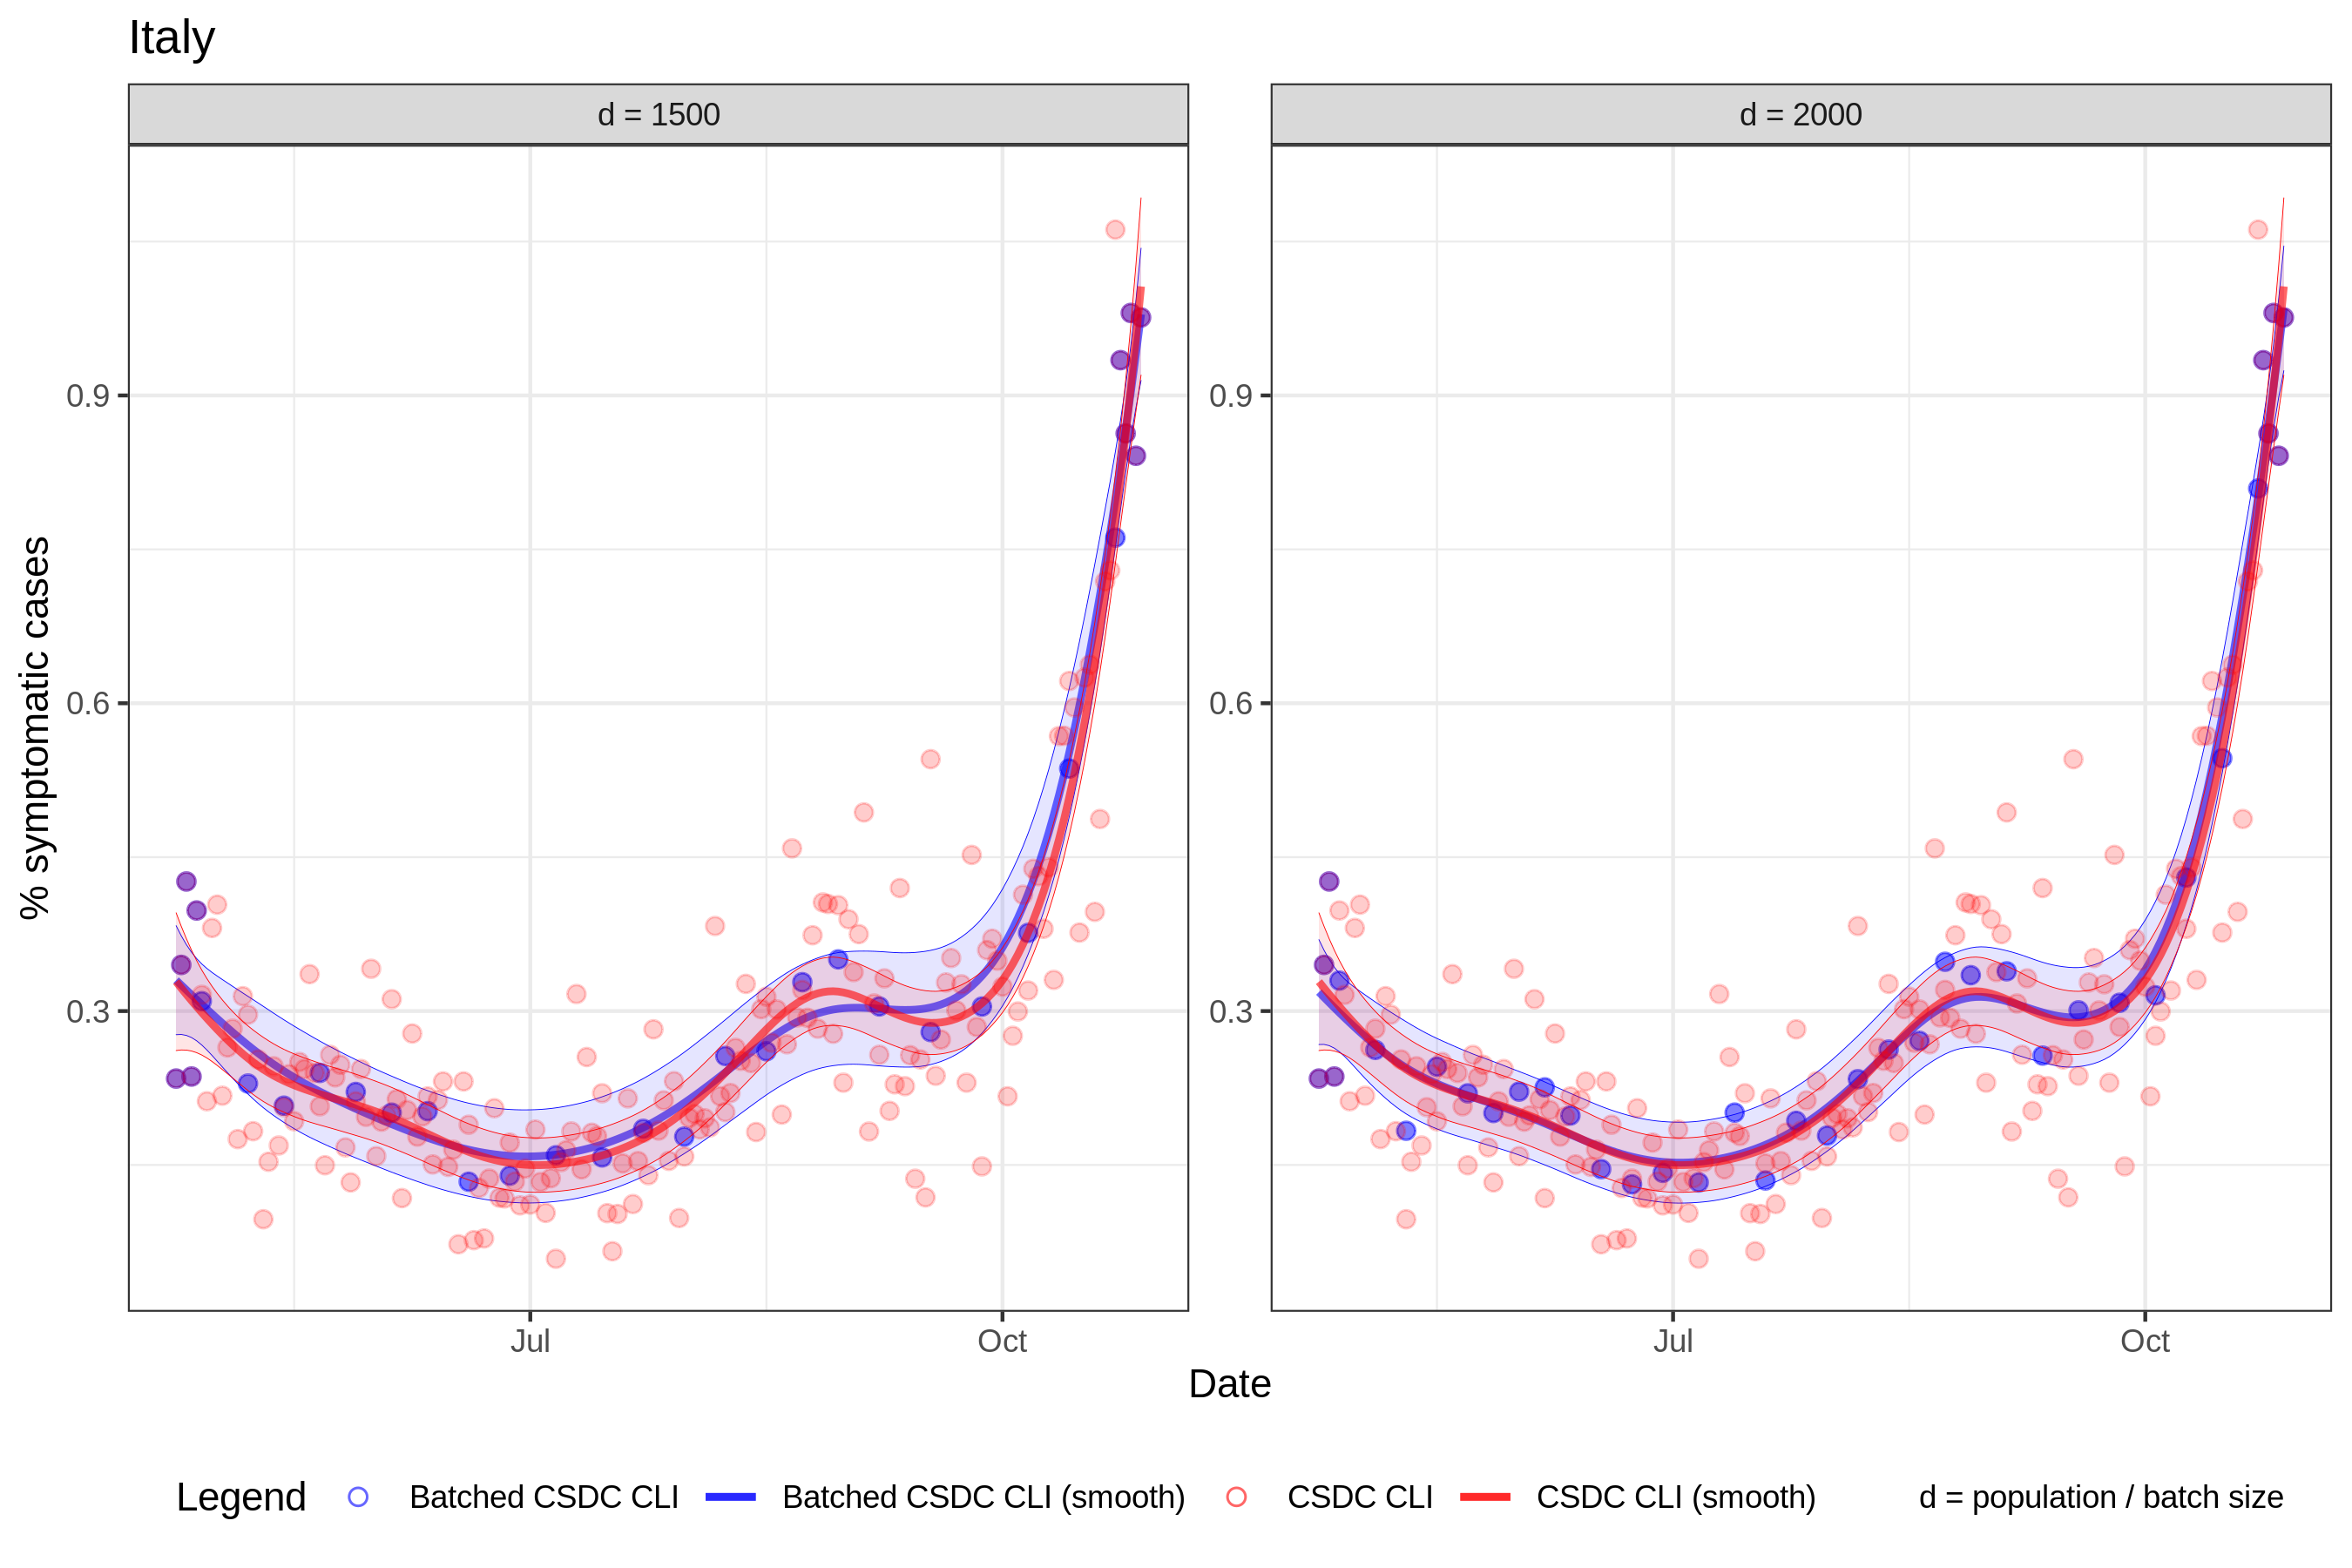 Italy
d = 1500
d = 2000
% symptomatic cases
0.9
0.6
0.3
0.9
0.6
0.3
Jul
Oct
Jul
Oct
Date
Legend
Batched CSDC CLI
Batched CSDC CLI (smooth)
CSDC CLI
CSDC CLI (smooth)
d = population / batch size